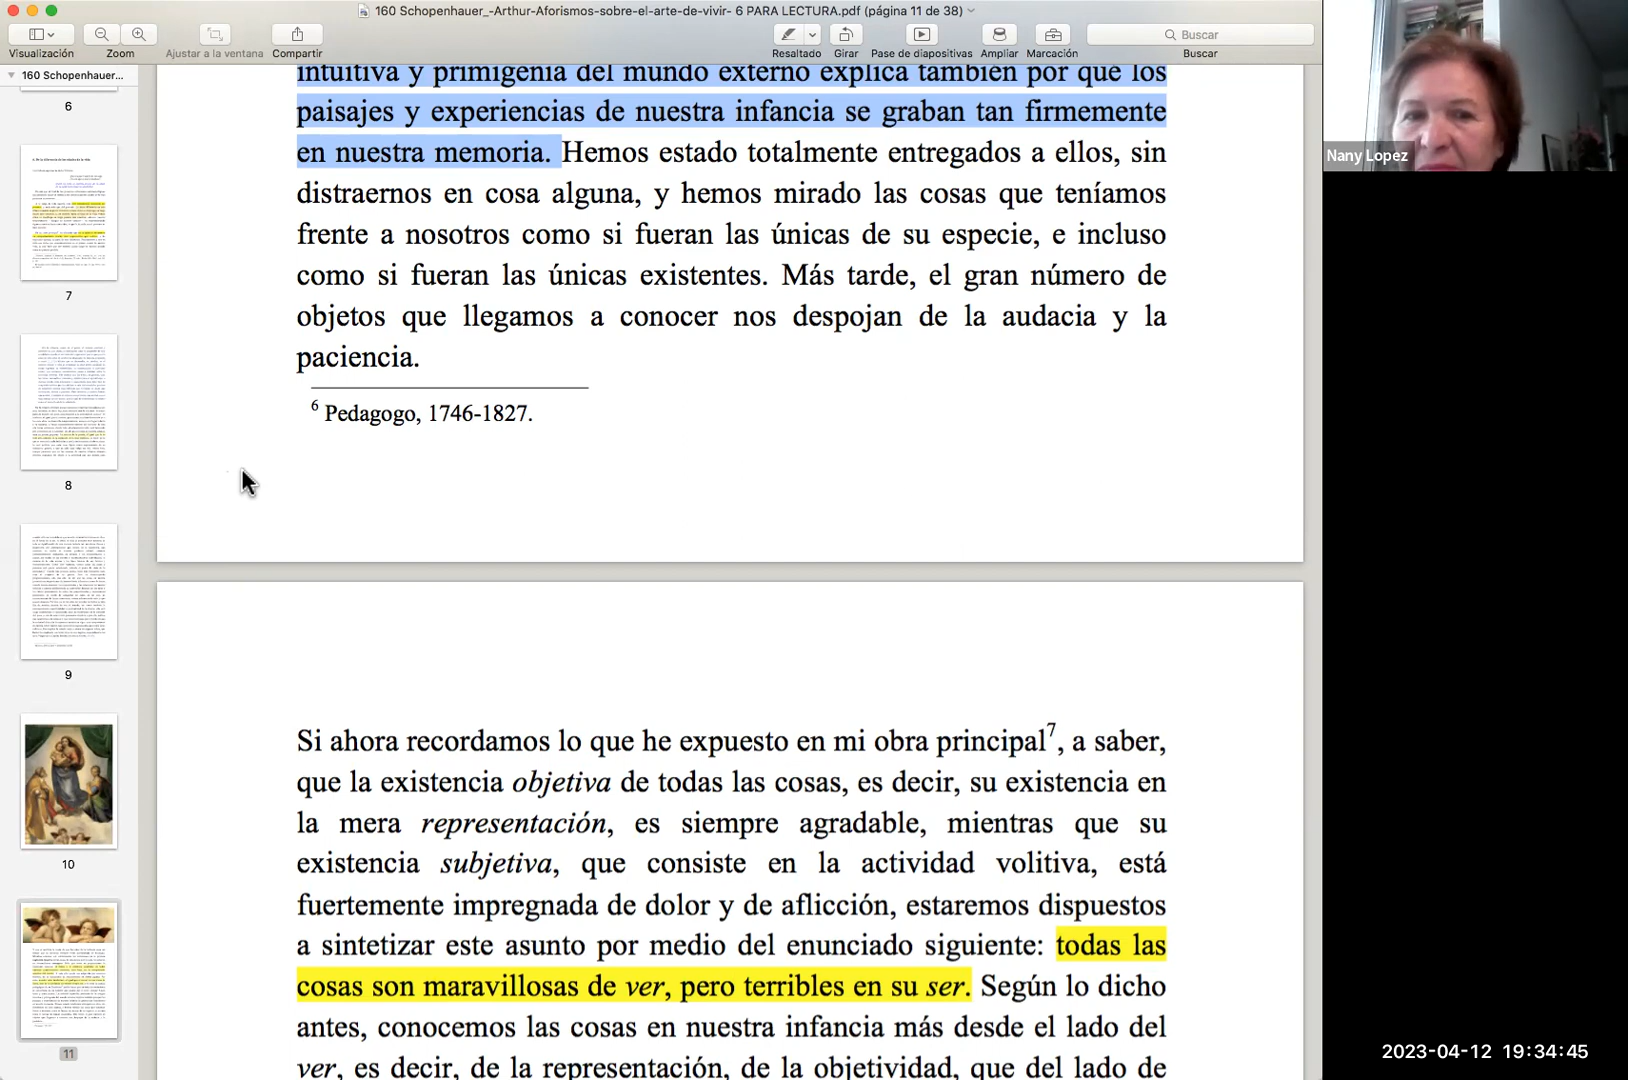 160 Schopenhauer_-Arthur-Aforismos-sobre-el-arte-de-vivir- 6 PARA LECTURA.pdf (página 11 de 38)
Visualización
Zoom
Ajustar a la ventana
Compartir
Resaltado
Girar
Pase de diapositivas
Ampliar
Marcación
Buscar
Buscar
160 Schopenhauer...
6
7
8
9
10
11
intuitiva y primigenia del mundo externo explica también por qué los
paisajes y experiencias de nuestra infancia se graban tan firmemente
en nuestra memoria. Hemos estado totalmente entregados a ellos, sin
distraernos en cosa alguna, y hemos mirado las cosas que teníamos
frente a nosotros como si fueran las únicas de su especie, e incluso
como si fueran las únicas existentes. Más tarde, el gran número de
objetos que llegamos a conocer nos despojan de la audacia y la
paciencia.
6 Pedagogo, 1746-1827.
Si ahora recordamos lo que he expuesto en mi obra principal7, a saber,
que la existencia objetiva de todas las cosas, es decir, su existencia en
la mera representación, es siempre agradable, mientras que su
existencia subjetiva, que consiste en la actividad volitiva, está
fuertemente impregnada de dolor y de aflicción, estaremos dispuestos
a sintetizar este asunto por medio del enunciado siguiente: todas las
cosas son maravillosas de ver, pero terribles en su ser. Según lo dicho
antes, conocemos las cosas en nuestra infancia más desde el lado del
ver, es decir, de la representación, de la objetividad, que del lado de
Nany Lopez
2023-04-12 19:34:45